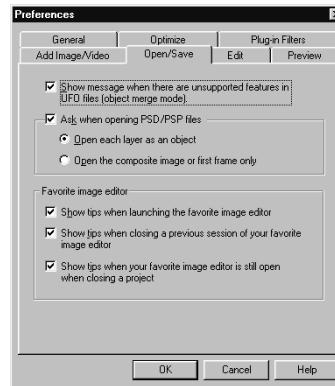 Preferences
General Optimize Plug-in Filters
Add Image/Video Open/Save Edit Preview
Show message when there are unsupported features in
UFO files (object merge mode).
Ask when opening PSD/PSP files
Open each layer as an object
Open the composite image or first frame only
Favorite image editor
Show tips when launching the favorite image editor
Show tips when closing a previous session of your favorite
image editor
Show tips when your favorite image editor is still open
when closing a project
OK Cancel Help